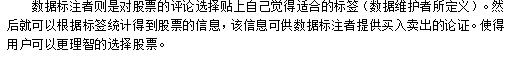 数据标注者则是对股票的评论选择贴上自己觉得适合的标签（数据维护者所定义）。然
后就可以根据标签统计得到股票的信息，该信息可供数据标注者提供买入卖出的论证。使得
用户可以更理智的选择股票。